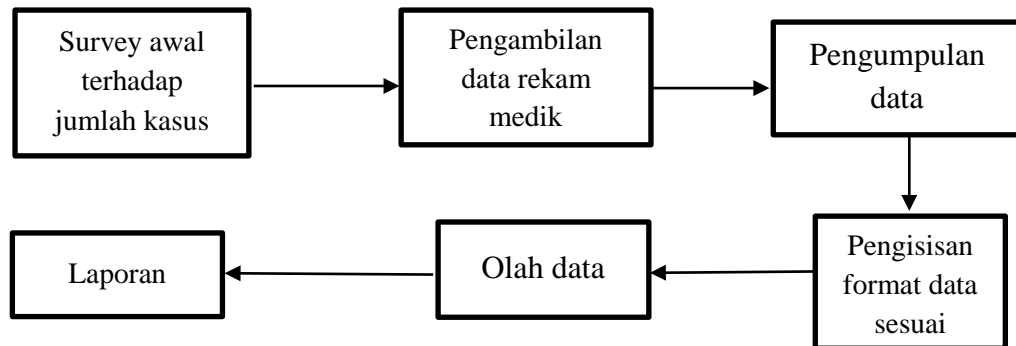 Survey awal
terhadap
jumlah kasus
Pengambilan
data rekam
medik
Pengumpulan
data
Pengisisan
format data
sesuai
Olah data
Laporan